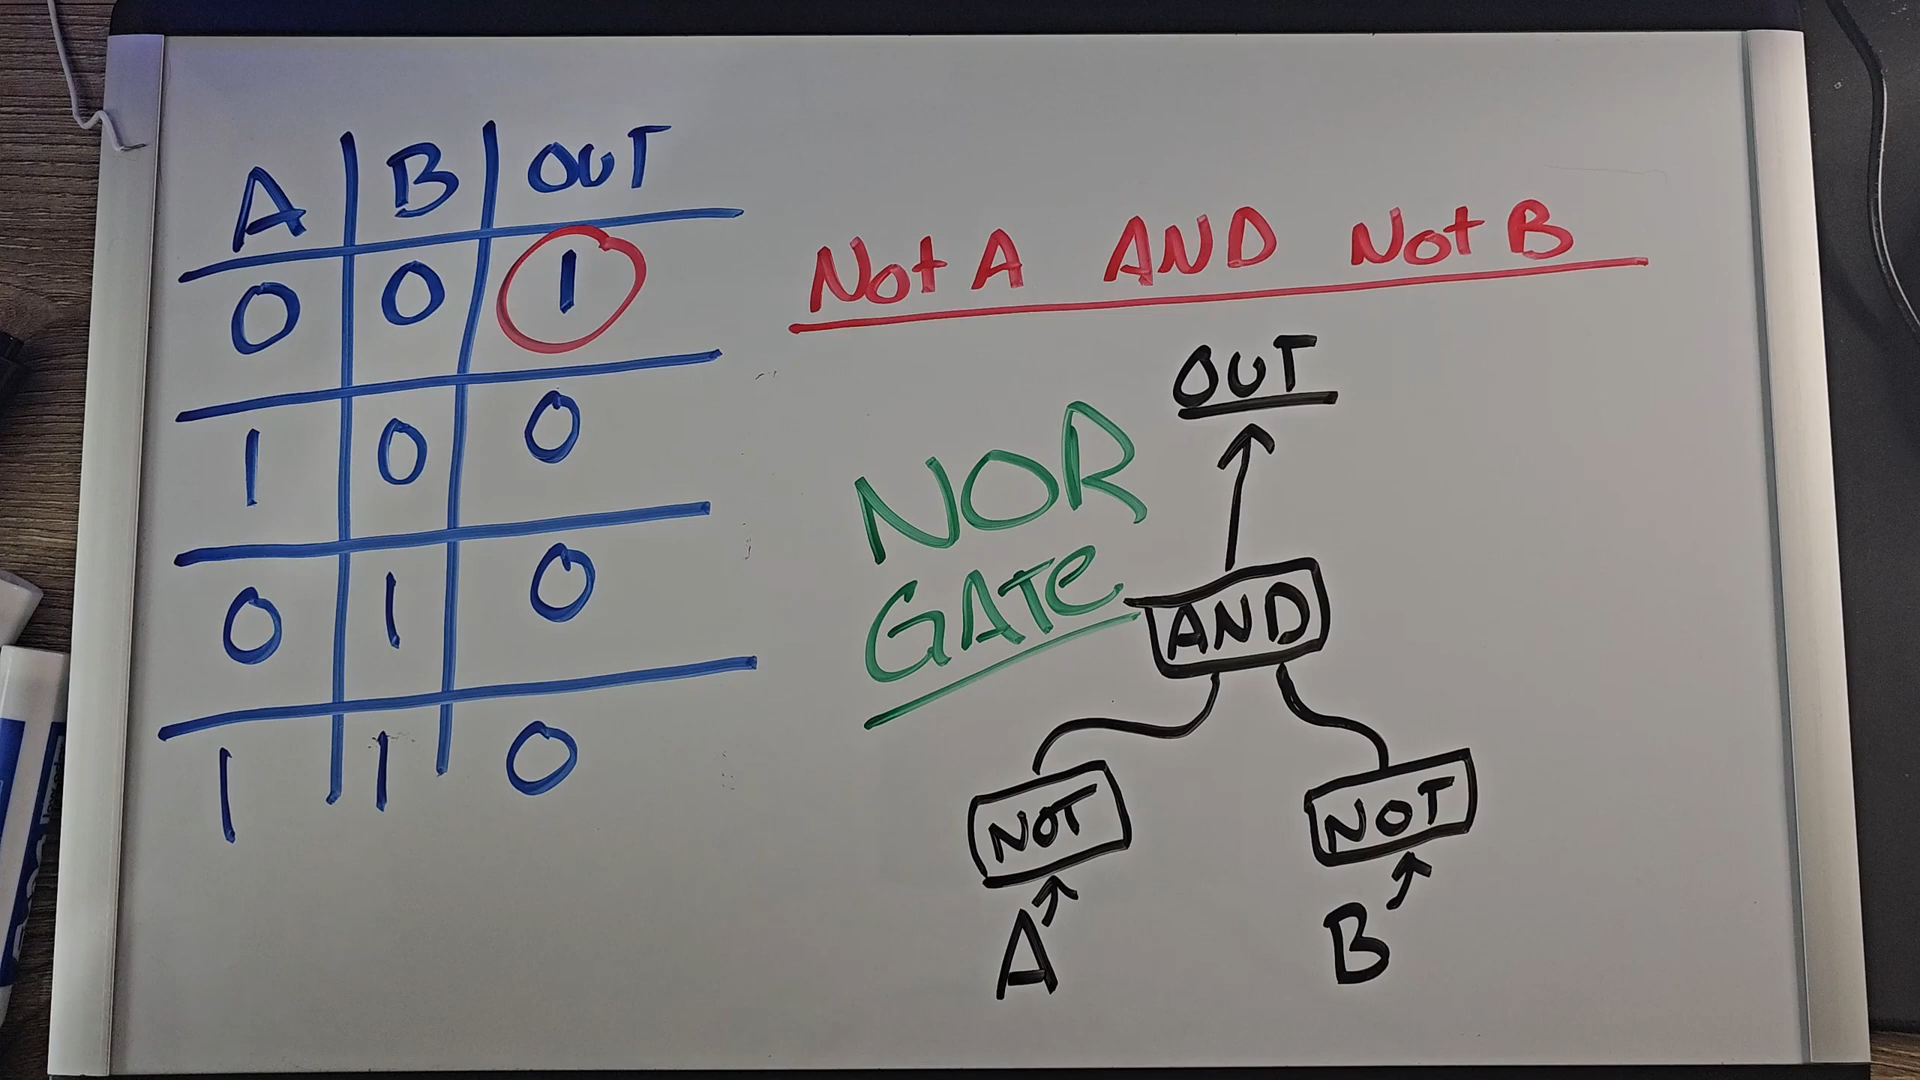 A B OUT
0 0 1
1 0 0
0 1 0
1 1 0
Not A AND Not B
OUT
NOR
GATe
AND
NOT NOT
A B